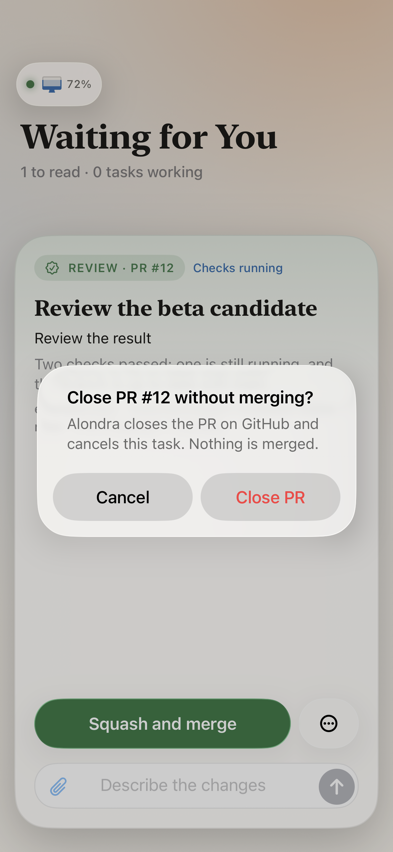 72%
Waiting for You
1 to read · 0 tasks working
REVIEW · PR #12 Checks running
Review the beta candidate
Review the result
Two checks passed; one is still running, and
Close PR #12 without merging?
Alondra closes the PR on GitHub and
cancels this task. Nothing is merged.
Cancel Close PR
Squash and merge
Describe the changes